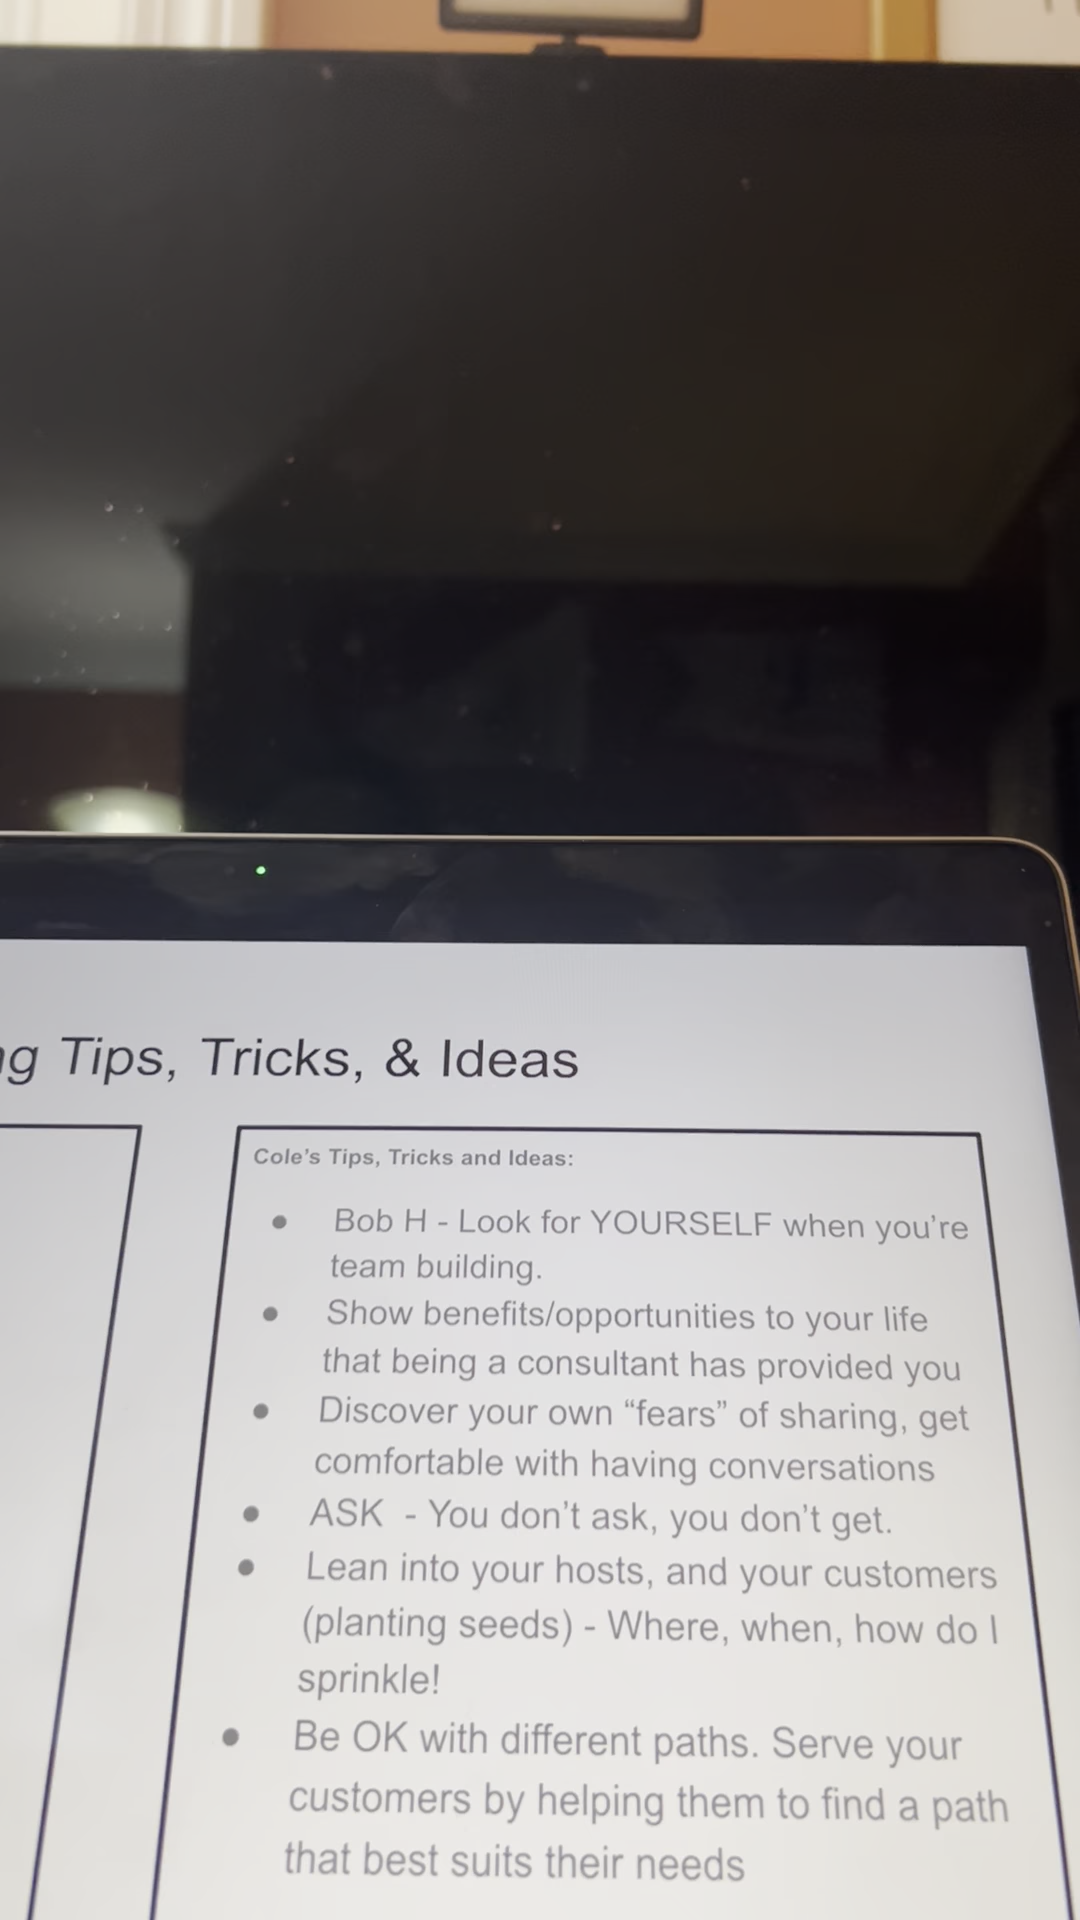 Tips, Tricks, & Ideas
Cole's Tips, Tricks and Ideas:
● Bob H - Look for YOURSELF when you're
team building.
● Show benefits/opportunities to your life
that being a consultant has provided you
● Discover your own “fears” of sharing, get
comfortable with having conversations
● ASK - You don't ask, you don't get.
● Lean into your hosts, and your customers
(planting seeds) - Where, when, how do I
sprinkle!
● Be OK with different paths. Serve your
customers by helping them to find a path
that best suits their needs